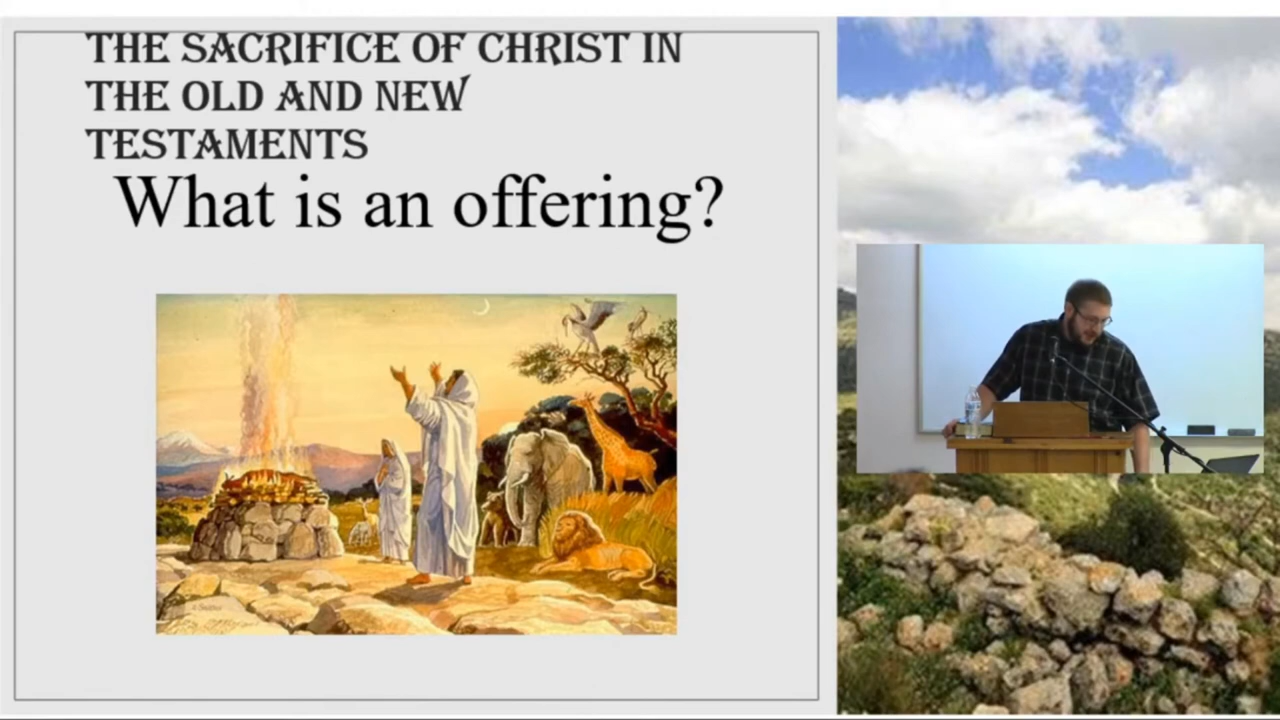 THE SACRIFICE OF CHRIST IN
THE OLD AND NEW
TESTAMENTS
What is an offering?